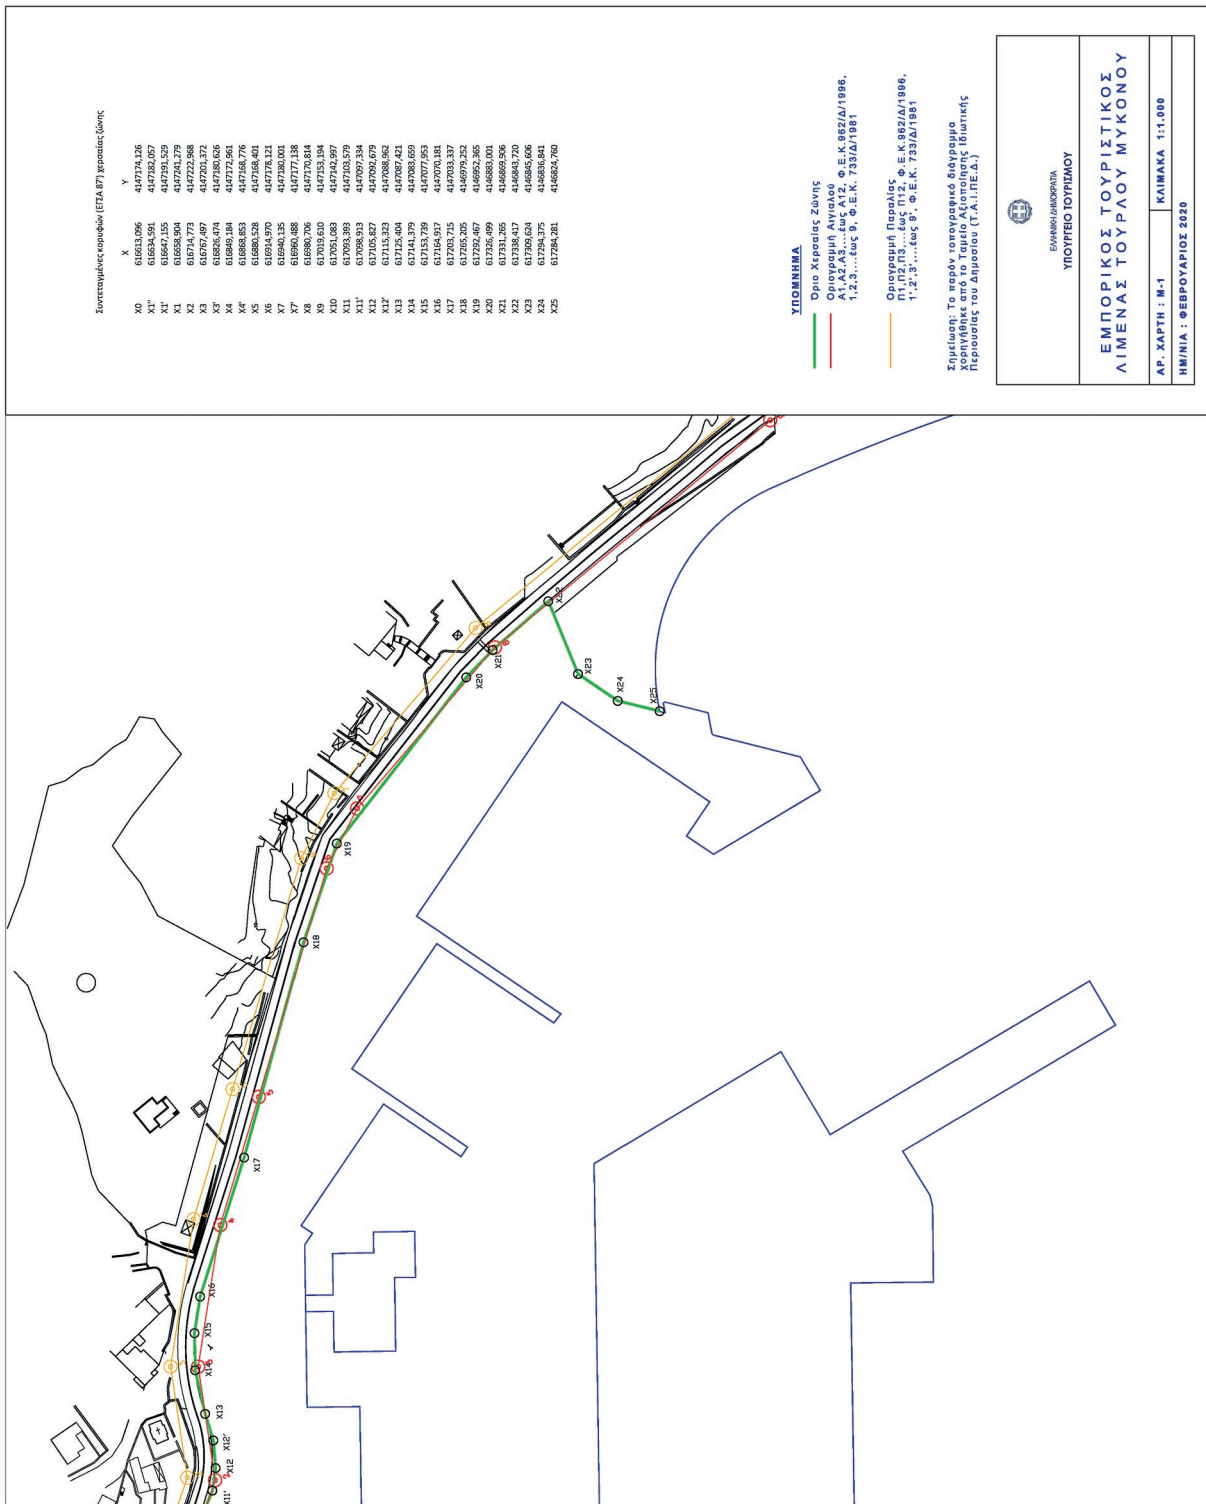 Συντεταγμένες κορυφών (ΕΓΣΑ 87) χερσαίας ζώνης
X Y
X0 616613,096 4147174,126
X1'' 616634,591 4147182,057
X1' 616647,155 4147191,529
X1 616658,904 4147241,279
X2 616714,773 4147222,968
X3 616767,497 4147201,372
X3' 616826,474 4147180,626
X4 616849,184 4147172,961
X4' 616868,853 4147168,776
X5 616880,528 4147168,401
X6 616914,970 4147178,121
X7 616940,135 4147180,001
X7' 616960,488 4147177,138
X8 616980,706 4147170,814
X9 617019,610 4147153,194
X10 617051,083 4147142,997
X11 617093,393 4147103,579
X11' 617098,913 4147097,334
X12 617105,827 4147092,679
X12' 617115,323 4147088,962
X13 617125,404 4147087,421
X14 617141,379 4147083,659
X15 617153,739 4147077,953
X16 617164,917 4147070,181
X17 617203,715 4147033,337
X18 617265,205 4146979,252
X19 617292,467 4146952,365
X20 617326,499 4146883,001
X21 617331,265 4146869,906
X22 617338,417 4146843,720
X23 617309,624 4146845,606
X24 617294,375 4146836,841
X25 617284,281 4146824,760
ΥΠΟΜΝΗΜΑ
Όριο Χερσαίας Ζώνης
Οριογραμμή Αιγιαλού
Α1,Α2,Α3,...έως Α12, Φ.Ε.Κ.962/Δ/1996,
1,2,3,...έως 9, Φ.Ε.Κ. 733/Δ/1981
Οριογραμμή Παραλίας
Π1,Π2,Π3,...έως Π12, Φ.Ε.Κ.962/Δ/1996,
1',2',3',...έως 9', Φ.Ε.Κ. 733/Δ/1981
Σημείωση: Το παρόν τοπογραφικό διάγραμμα
χορηγήθηκε από το Ταμείο Αξιοποίησης Ιδιωτικής
Περιουσίας του Δημοσίου (Τ.Α.Ι.ΠΕ.Δ.)
ΕΛΛΗΝΙΚΗ ΔΗΜΟΚΡΑΤΙΑ
ΥΠΟΥΡΓΕΙΟ ΤΟΥΡΙΣΜΟΥ
ΕΜΠΟΡΙΚΟΣ ΤΟΥΡΙΣΤΙΚΟΣ
ΛΙΜΕΝΑΣ ΤΟΥΡΛΟΥ ΜΥΚΟΝΟΥ
ΑΡ. ΧΑΡΤΗ : Μ-1 ΚΛΙΜΑΚΑ 1:1.000
ΗΜ/ΝΙΑ : ΦΕΒΡΟΥΑΡΙΟΣ 2020
X11'
X12
X12'
X13
X14
X15
X16
X17
X18
X19
X20
X21
X22
X23
X24
X25
2
4
5
6